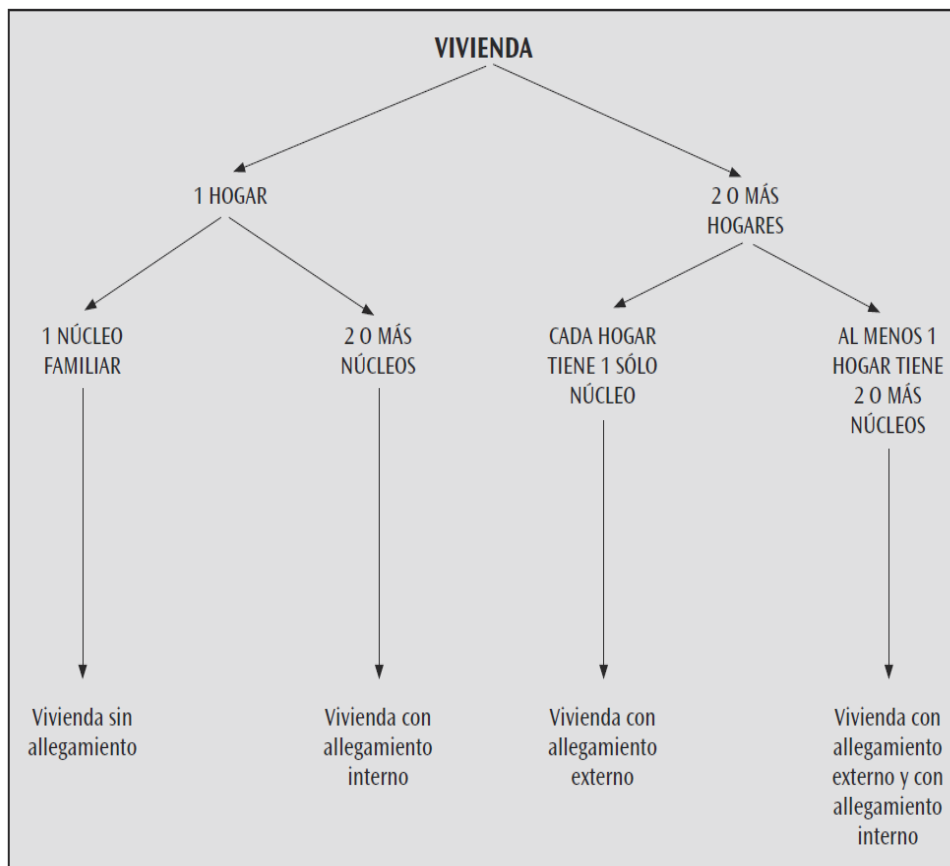 VIVIENDA
1 HOGAR
2 O MÁS
HOGARES
1 NÚCLEO
FAMILIAR
2 O MÁS
NÚCLEOS
CADA HOGAR
TIENE 1 SÓLO
NÚCLEO
AL MENOS 1
HOGAR TIENE
2 O MÁS
NÚCLEOS
Vivienda sin
allegamiento
Vivienda con
allegamiento
interno
Vivienda con
allegamiento
externo
Vivienda con
allegamiento
externo y con
allegamiento
interno